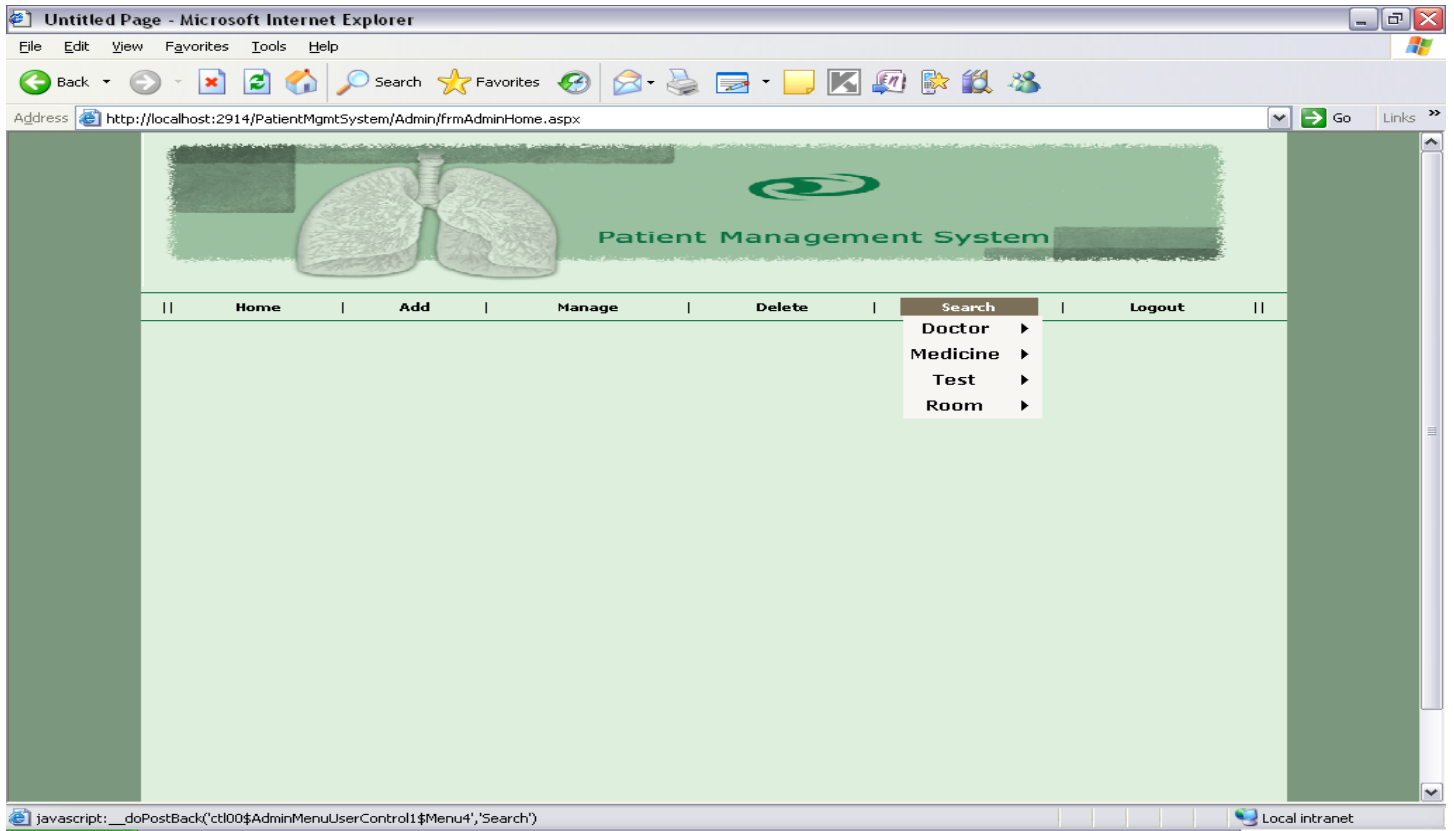 Untitled Page - Microsoft Internet Explorer
File Edit View Favorites Tools Help
Back Search Favorites
Address http://localhost:2914/PatientMgmtSystem/Admin/frmAdminHome.aspx Go Links »
Patient Management System
|| Home | Add | Manage | Delete | Search | Logout ||
Doctor
Medicine
Test
Room
javascript:__doPostBack('ctl00$AdminMenuUserControl1$Menu4','Search') Local intranet